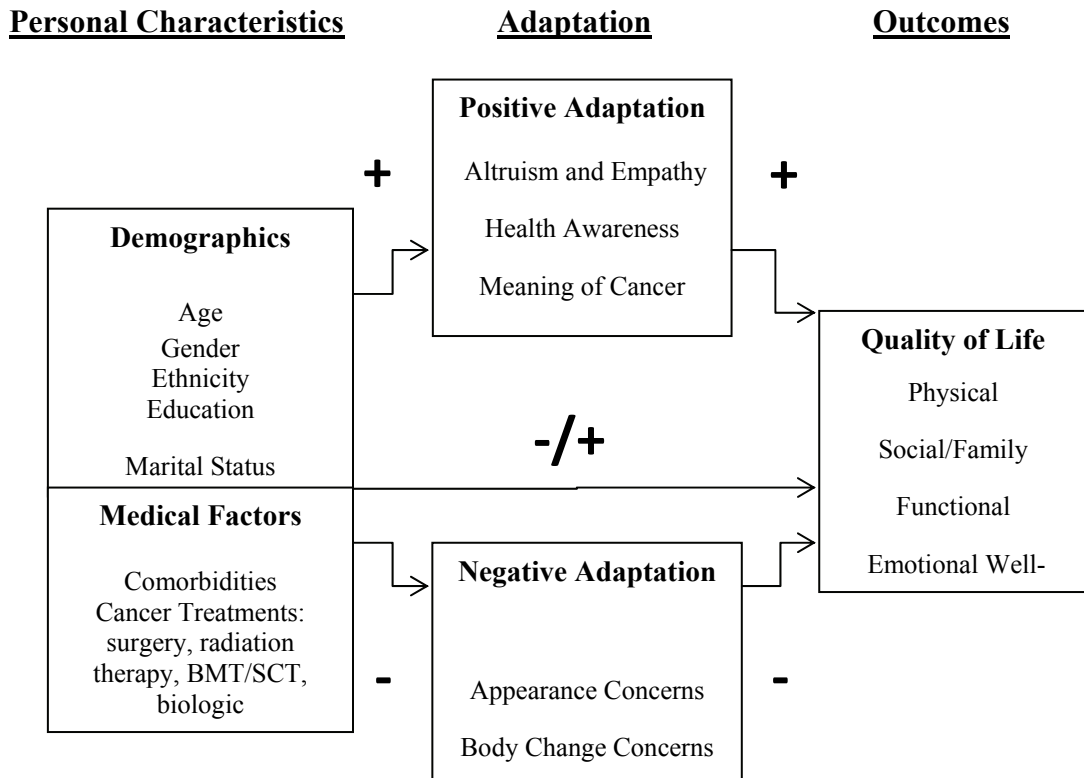 Personal Characteristics
Adaptation
Outcomes
Positive Adaptation
Altruism and Empathy
Health Awareness
Meaning of Cancer
+
+
Demographics
Age
Gender
Ethnicity
Education
Marital Status
Medical Factors
Comorbidities
Cancer Treatments:
surgery, radiation
therapy, BMT/SCT,
biologic
-/+
Negative Adaptation
Appearance Concerns
Body Change Concerns
-
-
Quality of Life
Physical
Social/Family
Functional
Emotional Well-